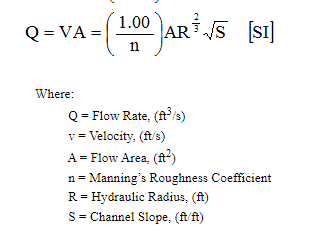 Q = VA = (1.00/n) AR^(2/3) √S [SI]
Where:
Q = Flow Rate, (ft³/s)
v = Velocity, (ft/s)
A = Flow Area, (ft²)
n = Manning's Roughness Coefficient
R = Hydraulic Radius, (ft)
S = Channel Slope, (ft/ft)